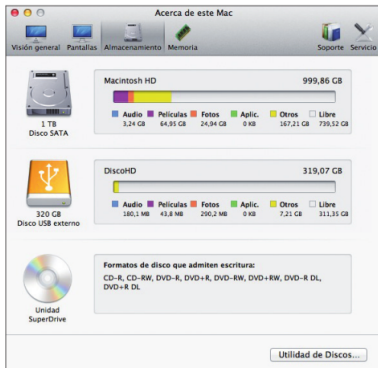 Acerca de este Mac
Visión general Pantallas Almacenamiento Memoria Soporte Servicio
Macintosh HD 999,86 GB
Audio Películas Fotos Aplic. Otros Libre
3,24 GB 64,95 GB 24,94 GB 0 KB 167,21 GB 739,52 GB
1 TB
Disco SATA
DiscoHD 319,07 GB
Audio Películas Fotos Aplic. Otros Libre
180,1 MB 43,8 MB 290,2 MB 0 KB 7,21 GB 311,35 GB
320 GB
Disco USB externo
Formatos de disco que admiten escritura:
CD-R, CD-RW, DVD-R, DVD+R, DVD-RW, DVD+RW, DVD-R DL,
DVD+R DL
Unidad
SuperDrive
Utilidad de Discos...